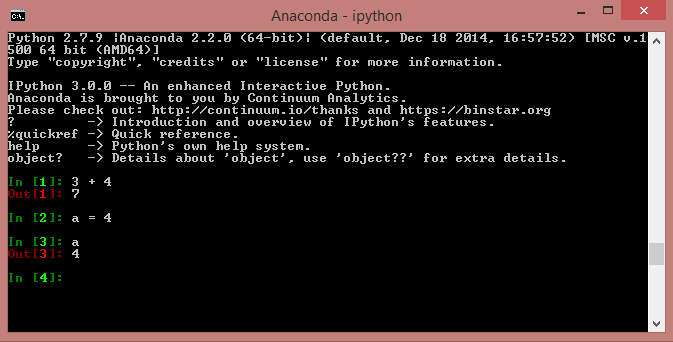 Anaconda - ipython
Python 2.7.9 |Anaconda 2.2.0 (64-bit)| (default, Dec 18 2014, 16:57:52) [MSC v.1
500 64 bit (AMD64)]
Type "copyright", "credits" or "license" for more information.
IPython 3.0.0 -- An enhanced Interactive Python.
Anaconda is brought to you by Continuum Analytics.
Please check out: http://continuum.io/thanks and https://binstar.org
?         -> Introduction and overview of IPython's features.
%quickref -> Quick reference.
help      -> Python's own help system.
object?   -> Details about 'object', use 'object??' for extra details.
In [1]: 3 + 4
Out[1]: 7
In [2]: a = 4
In [3]: a
Out[3]: 4
In [4]: